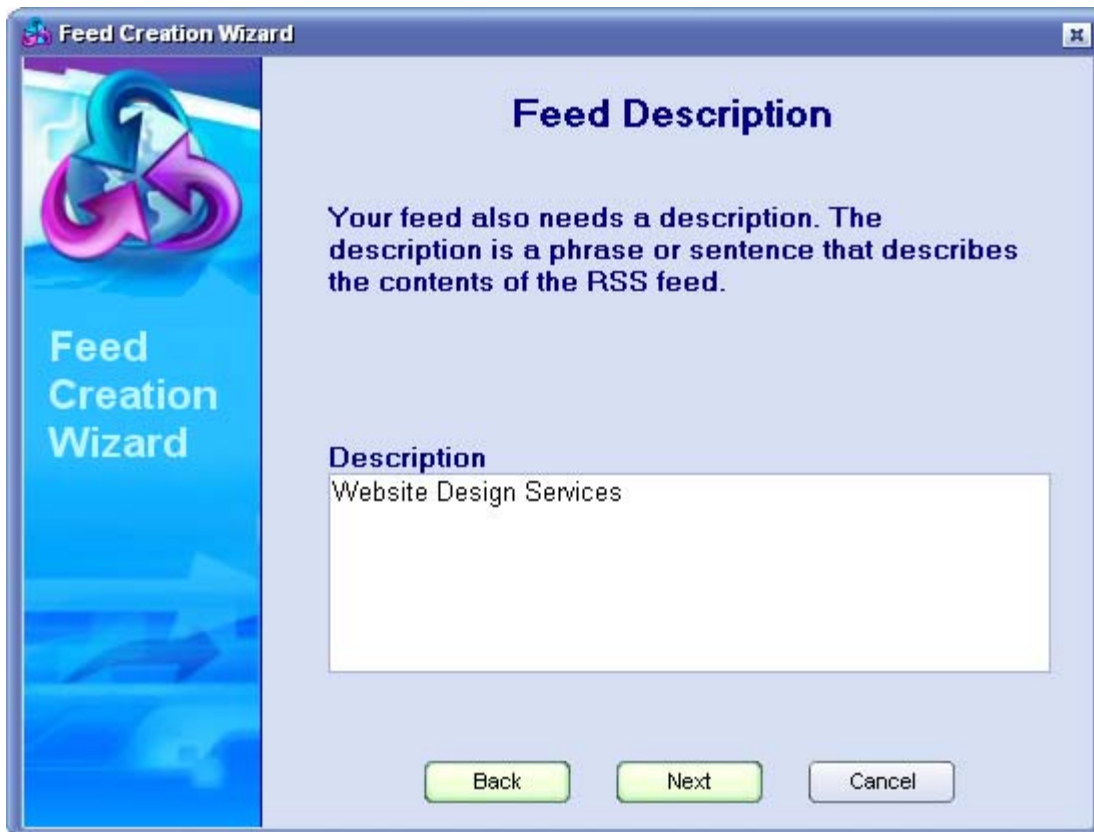 Feed Creation Wizard
Feed Description
Your feed also needs a description. The
description is a phrase or sentence that describes
the contents of the RSS feed.
Feed
Creation
Wizard
Description
Website Design Services
Back Next Cancel